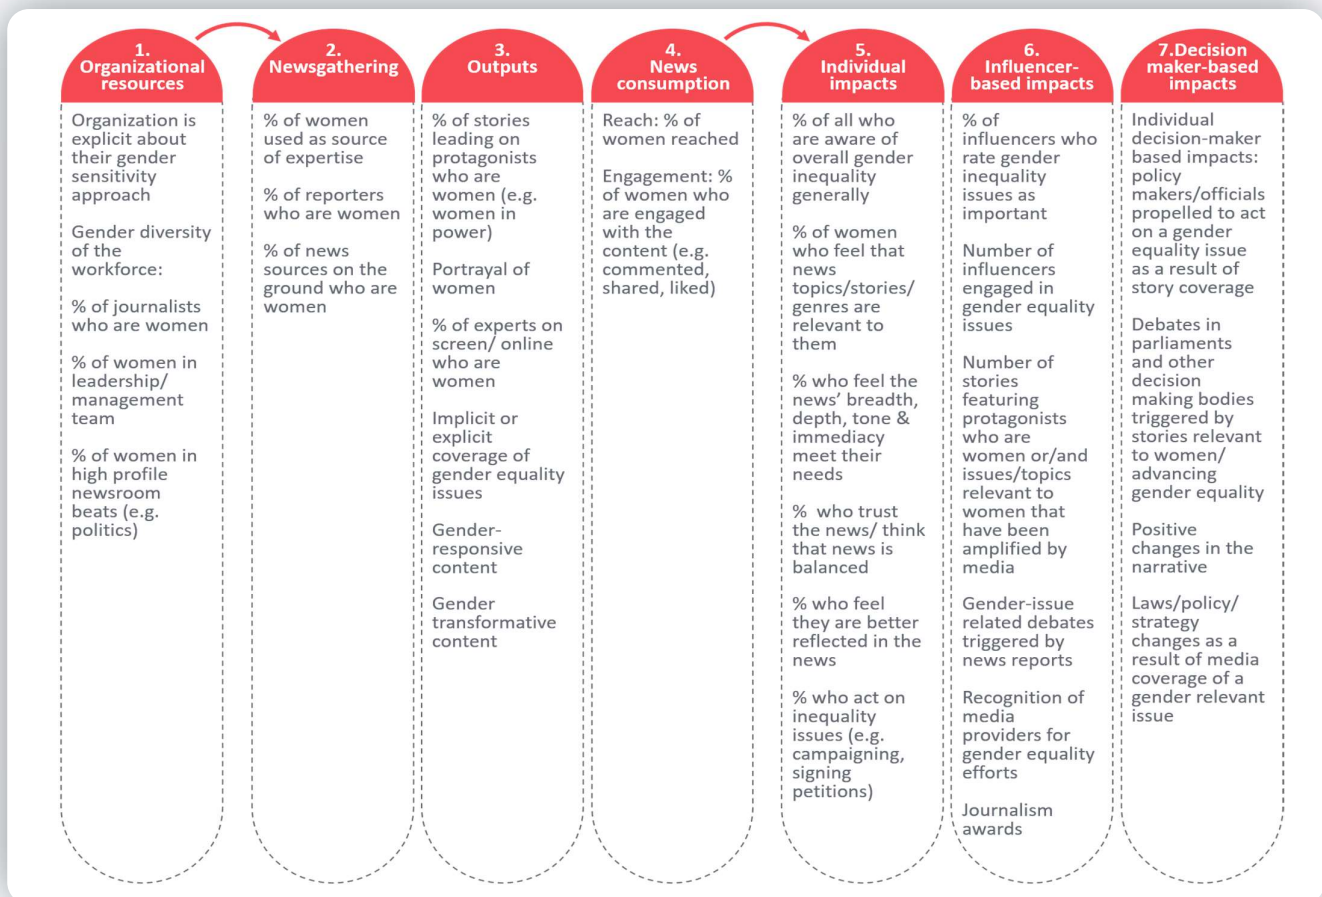 1.
Organizational
resources
Organization is
explicit about
their gender
sensitivity
approach
Gender diversity
of the
workforce:
% of journalists
who are women
% of women in
leadership/
management
team
% of women in
high profile
newsroom
beats (e.g.
politics)
2.
Newsgathering
% of women
used as source
of expertise
% of reporters
who are women
% of news
sources on the
ground who are
women
3.
Outputs
% of stories
leading on
protagonists
who are
women (e.g.
women in
power)
Portrayal of
women
% of experts on
screen/ online
who are
women
Implicit or
explicit
coverage of
gender equality
issues
Gender-
responsive
content
Gender
transformative
content
4.
News
consumption
Reach: % of
women reached
Engagement: %
of women who
are engaged
with the
content (e.g.
commented,
shared, liked)
5.
Individual
impacts
% of all who
are aware of
overall gender
inequality
generally
% of women
who feel that
news
topics/stories/
genres are
relevant to
them
% who feel the
news’ breadth,
depth, tone &
immediacy
meet their
needs
% who trust
the news/ think
that news is
balanced
% who feel
they are better
reflected in the
news
% who act on
inequality
issues (e.g.
campaigning,
signing
petitions)
6.
Influencer-
based impacts
% of
influencers who
rate gender
inequality
issues as
important
Number of
influencers
engaged in
gender equality
issues
Number of
stories
featuring
protagonists
who are
women or/and
issues/topics
relevant to
women that
have been
amplified by
media
Gender-issue
related debates
triggered by
news reports
Recognition of
media
providers for
gender equality
efforts
Journalism
awards
7.Decision
maker-based
impacts
Individual
decision-maker
based impacts:
policy
makers/officials
propelled to act
on a gender
equality issue
as a result of
story coverage
Debates in
parliaments
and other
decision
making bodies
triggered by
stories relevant
to women/
advancing
gender equality
Positive
changes in the
narrative
Laws/policy/
strategy
changes as a
result of media
coverage of a
gender relevant
issue